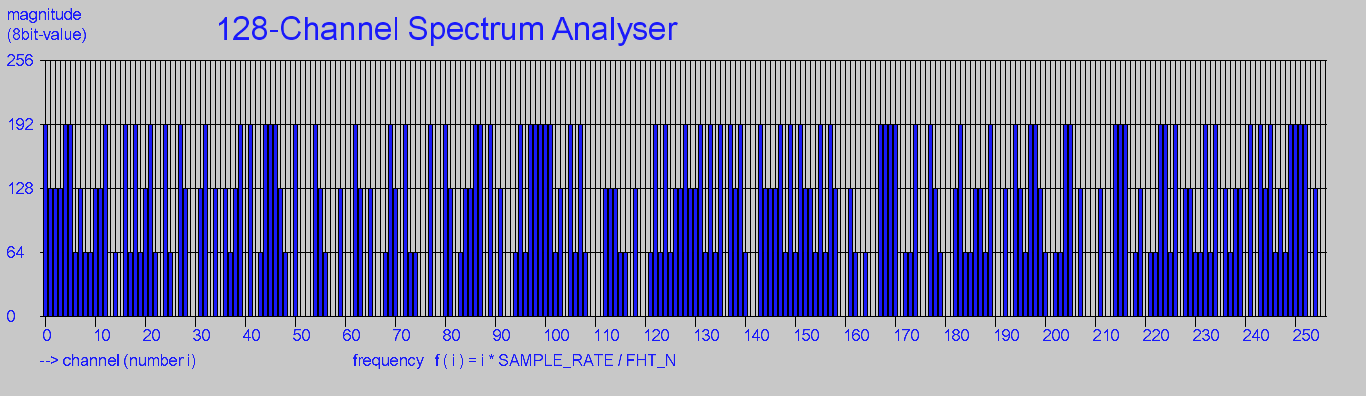 magnitude
(8bit-value)
128-Channel Spectrum Analyser
256
192
128
64
0
0 10 20 30 40 50 60 70 80 90 100 110 120 130 140 150 160 170 180 190 200 210 220 230 240 250
--> channel (number i)
frequency f ( i ) = i * SAMPLE_RATE / FHT_N